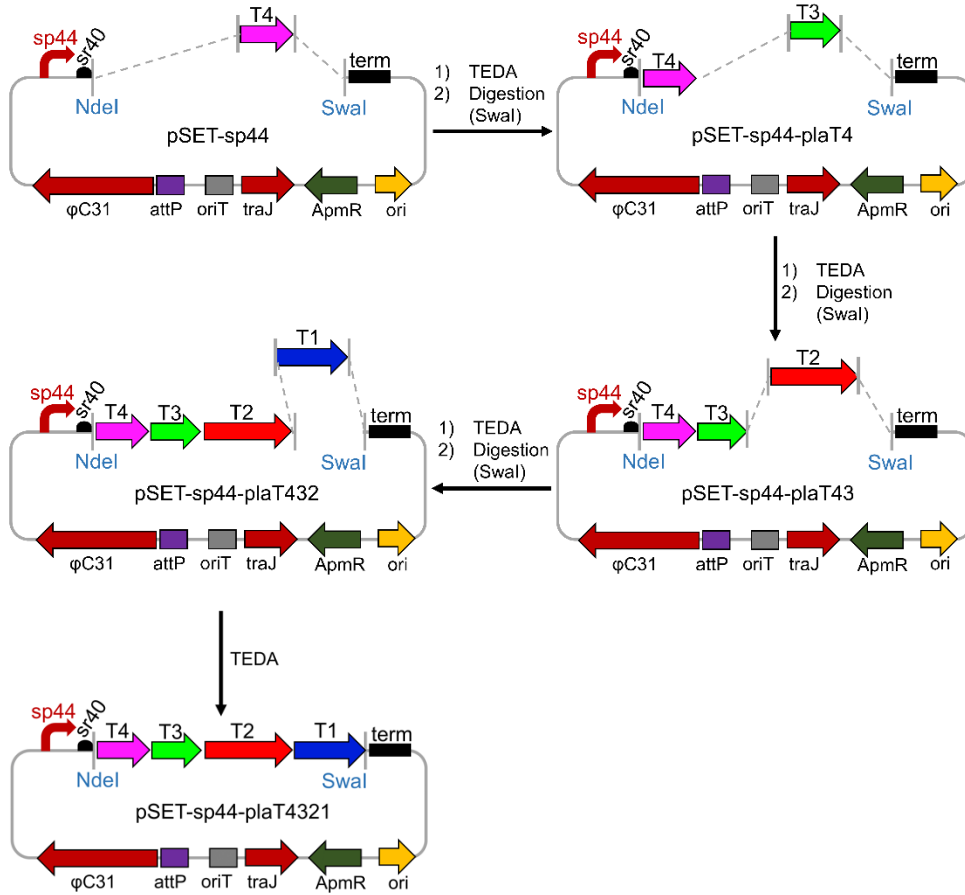 T4
sp44
sr40
term
NdeI
SwaI
pSET-sp44
φC31
attP
oriT
traJ
ApmR
ori
1) TEDA
2) Digestion
(SwaI)
T3
sp44
sr40
T4
term
NdeI
SwaI
pSET-sp44-plaT4
φC31
attP
oriT
traJ
ApmR
ori
1) TEDA
2) Digestion
(SwaI)
T2
sp44
sr40
T4
T3
term
NdeI
SwaI
pSET-sp44-plaT43
φC31
attP
oriT
traJ
ApmR
ori
1) TEDA
2) Digestion
(SwaI)
T1
sp44
sr40
T4
T3
T2
term
NdeI
SwaI
pSET-sp44-plaT432
φC31
attP
oriT
traJ
ApmR
ori
TEDA
sp44
sr40
T4
T3
T2
T1
term
NdeI
SwaI
pSET-sp44-plaT4321
φC31
attP
oriT
traJ
ApmR
ori